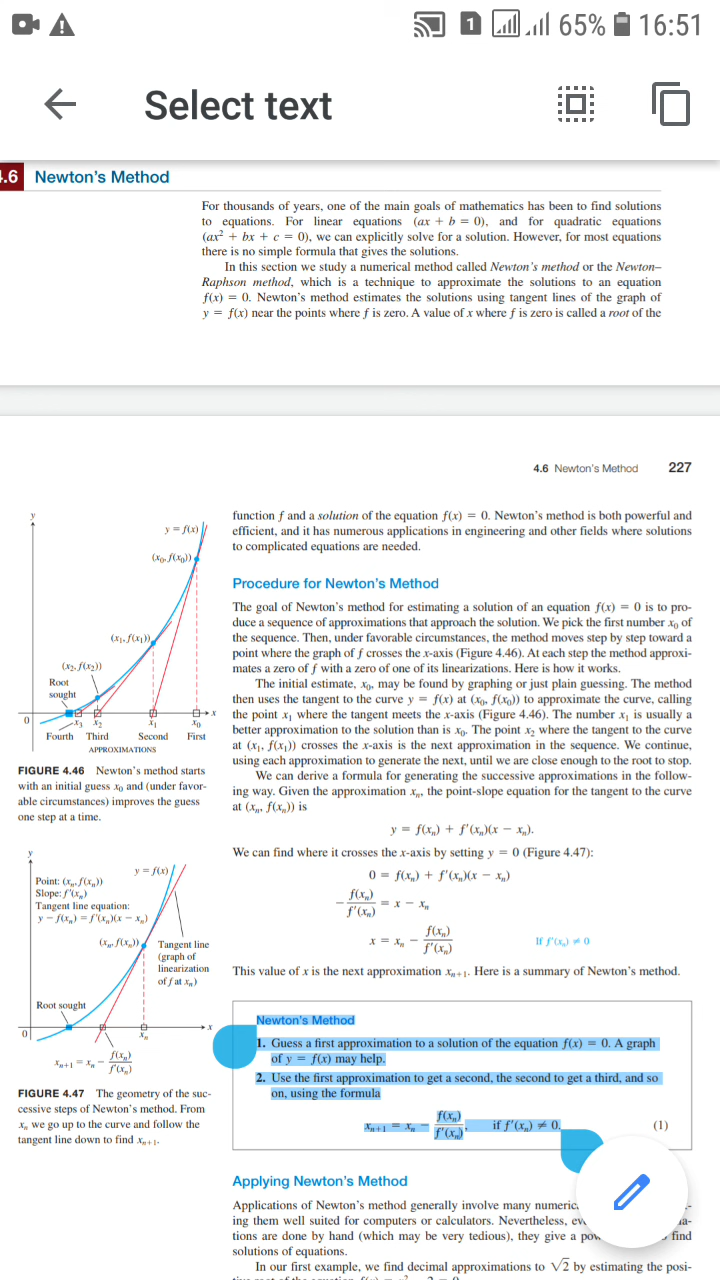 1 65% 16:51
Select text
.6 Newton's Method
For thousands of years, one of the main goals of mathematics has been to find solutions
to equations. For linear equations (ax + b = 0), and for quadratic equations
(ax² + bx + c = 0), we can explicitly solve for a solution. However, for most equations
there is no simple formula that gives the solutions.
In this section we study a numerical method called Newton's method or the Newton–
Raphson method, which is a technique to approximate the solutions to an equation
f(x) = 0. Newton's method estimates the solutions using tangent lines of the graph of
y = f(x) near the points where f is zero. A value of x where f is zero is called a root of the
4.6 Newton's Method 227
function f and a solution of the equation f(x) = 0. Newton's method is both powerful and
efficient, and it has numerous applications in engineering and other fields where solutions
to complicated equations are needed.
Procedure for Newton's Method
The goal of Newton's method for estimating a solution of an equation f(x) = 0 is to pro-
duce a sequence of approximations that approach the solution. We pick the first number x₀ of
the sequence. Then, under favorable circumstances, the method moves step by step toward a
point where the graph of f crosses the x-axis (Figure 4.46). At each step the method approxi-
mates a zero of f with a zero of one of its linearizations. Here is how it works.
The initial estimate, x₀, may be found by graphing or just plain guessing. The method
then uses the tangent to the curve y = f(x) at (x₀, f(x₀)) to approximate the curve, calling
the point x₁ where the tangent meets the x-axis (Figure 4.46). The number x₁ is usually a
better approximation to the solution than is x₀. The point x₂ where the tangent to the curve
at (x₁, f(x₁)) crosses the x-axis is the next approximation in the sequence. We continue,
using each approximation to generate the next, until we are close enough to the root to stop.
We can derive a formula for generating the successive approximations in the follow-
ing way. Given the approximation xₙ, the point-slope equation for the tangent to the curve
at (xₙ, f(xₙ)) is
y = f(xₙ) + f′(xₙ)(x − xₙ).
We can find where it crosses the x-axis by setting y = 0 (Figure 4.47):
0 = f(xₙ) + f′(xₙ)(x − xₙ)
− f(xₙ)/f′(xₙ) = x − xₙ
x = xₙ − f(xₙ)/f′(xₙ) If f′(xₙ) ≠ 0
This value of x is the next approximation xₙ₊₁. Here is a summary of Newton's method.
Newton's Method
1. Guess a first approximation to a solution of the equation f(x) = 0. A graph
of y = f(x) may help.
2. Use the first approximation to get a second, the second to get a third, and so
on, using the formula
xₙ₊₁ = xₙ − f(xₙ)/f′(xₙ), if f′(xₙ) ≠ 0. (1)
Applying Newton's Method
Applications of Newton's method generally involve many numeric
ing them well suited for computers or calculators. Nevertheless,
tions are done by hand (which may be very tedious), they give a find
solutions of equations.
In our first example, we find decimal approximations to √2 by estimating the posi-
y
y = f(x)
(x₀, f(x₀))
(x₁, f(x₁))
(x₂, f(x₂))
Root
sought
0 x₃ x₂ x₁ x₀ x
Fourth Third Second First
APPROXIMATIONS
FIGURE 4.46 Newton's method starts
with an initial guess x₀ and (under favor-
able circumstances) improves the guess
one step at a time.
y
y = f(x)
Point: (xₙ, f(xₙ))
Slope: f′(xₙ)
Tangent line equation:
y − f(xₙ) = f′(xₙ)(x − xₙ)
(xₙ, f(xₙ))
Tangent line
(graph of
linearization
of f at xₙ)
Root sought
0 xₙ x
xₙ₊₁ = xₙ − f(xₙ)/f′(xₙ)
FIGURE 4.47 The geometry of the suc-
cessive steps of Newton's method. From
xₙ we go up to the curve and follow the
tangent line down to find xₙ₊₁.